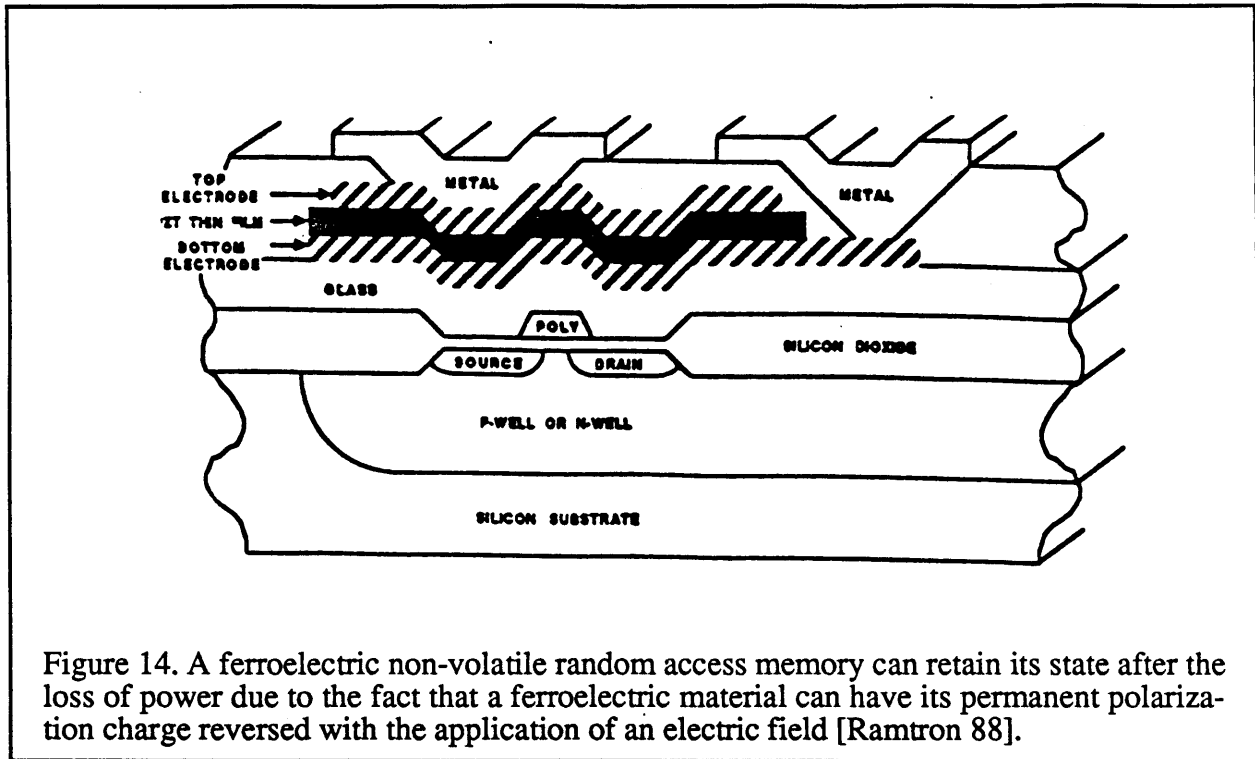 TOP
ELECTRODE
METAL
METAL
THIN
BOTTOM
ELECTRODE
GLASS
POLY
SILICON DIOXIDE
SOURCE
DRAIN
P-WELL OR N-WELL
SILICON SUBSTRATE
Figure 14. A ferroelectric non-volatile random access memory can retain its state after the
loss of power due to the fact that a ferroelectric material can have its permanent polariza-
tion charge reversed with the application of an electric field [Ramtron 88].